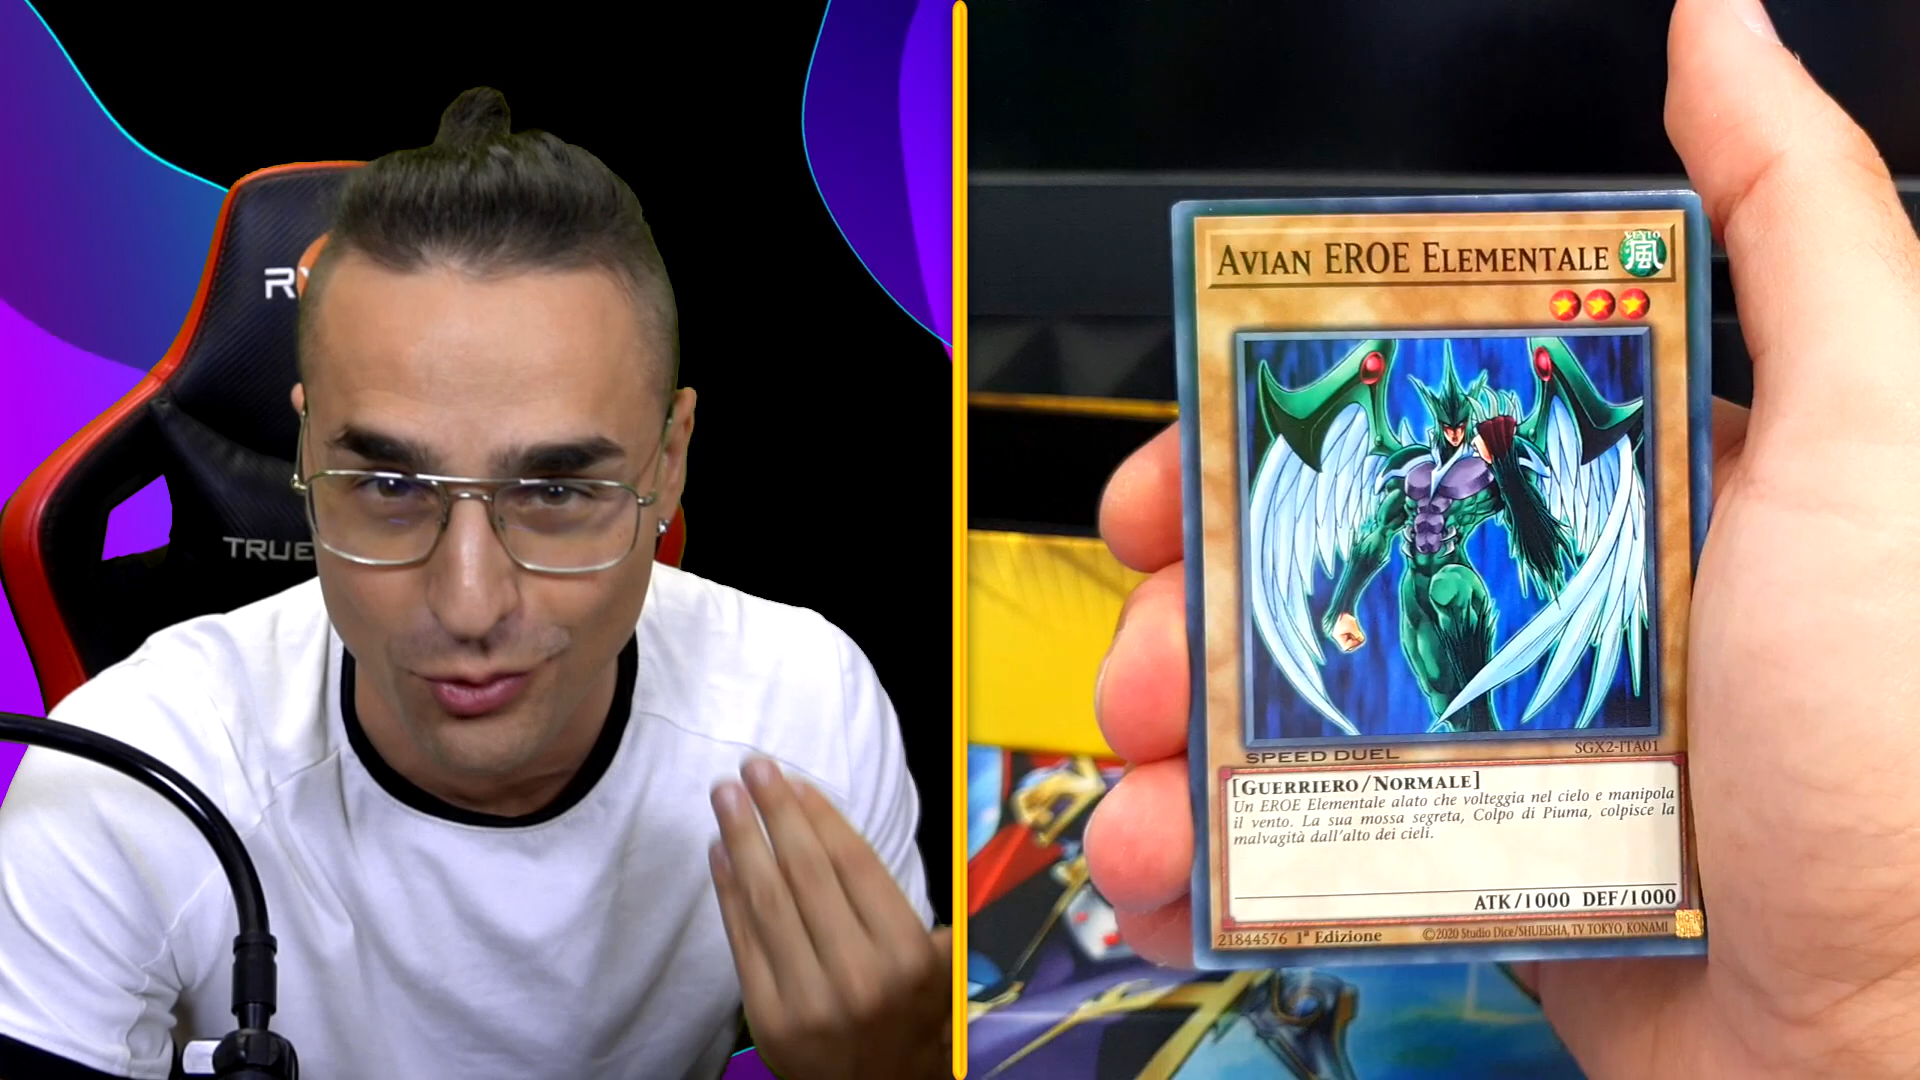 TRUE
AVIAN EROE ELEMENTALE
VENTO
風
SPEED DUEL
SGX2-ITA01
[GUERRIERO/NORMALE]
Un EROE Elementale alato che volteggia nel cielo e manipola
il vento. La sua mossa segreta, Colpo di Piuma, colpisce la
malvagità dall'alto dei cieli.
ATK/1000 DEF/1000
21844576 1ª Edizione
©2020 Studio Dice/SHUEISHA, TV TOKYO, KONAMI